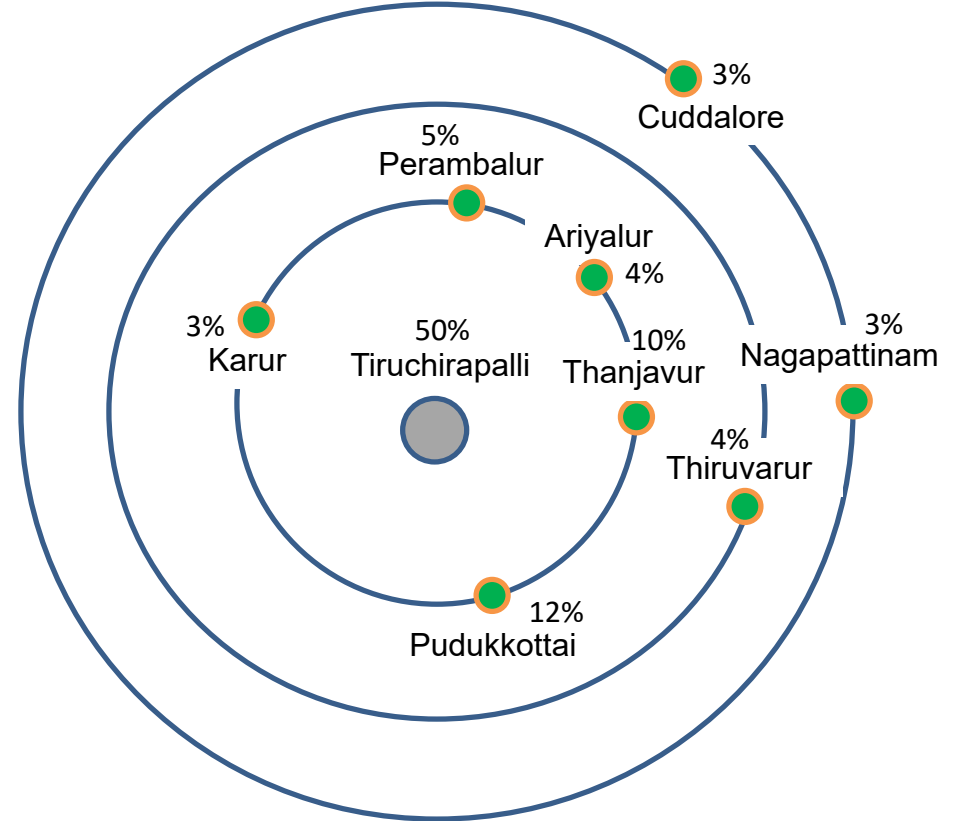 3%
Cuddalore
5%
Perambalur
Ariyalur
4%
3%
Karur
50%
Tiruchirapalli
10%
Thanjavur
3%
Nagapattinam
4%
Thiruvarur
12%
Pudukkottai